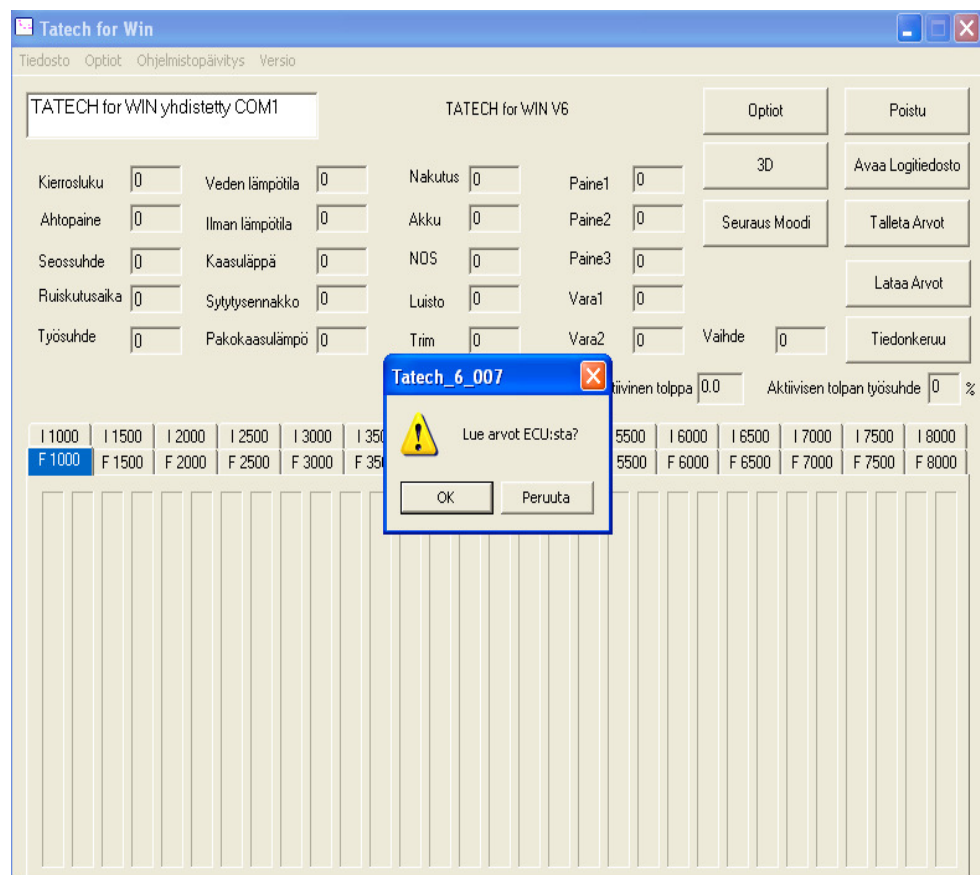 Tatech for Win
Tiedosto Optiot Ohjelmistopäivitys Versio
TATECH for WIN yhdistetty COM1
TATECH for WIN V6
Optiot Poistu
3D Avaa Logitiedosto
Seuraus Moodi Talleta Arvot
Lataa Arvot
Tiedonkeruu
Kierrosluku 0 Veden lämpötila 0 Nakutus 0 Paine1 0
Ahtopaine 0 Ilman lämpötila 0 Akku 0 Paine2 0
Seossuhde 0 Kaasuläppä 0 NOS 0 Paine3 0
Ruiskutusaika 0 Sytytysennakko 0 Luisto 0 Vara1 0
Työsuhde 0 Pakokaasulämpö 0 Trim 0 Vara2 0 Vaihde 0
tiivinen tolppa 0.0 Aktiivisen tolpan työsuhde 0 %
Tatech_6_007
Lue arvot ECU:sta?
OK Peruuta
I 1000 I 1500 I 2000 I 2500 I 3000 I 350 5500 I 6000 I 6500 I 7000 I 7500 I 8000
F 1000 F 1500 F 2000 F 2500 F 3000 F 35 5500 F 6000 F 6500 F 7000 F 7500 F 8000